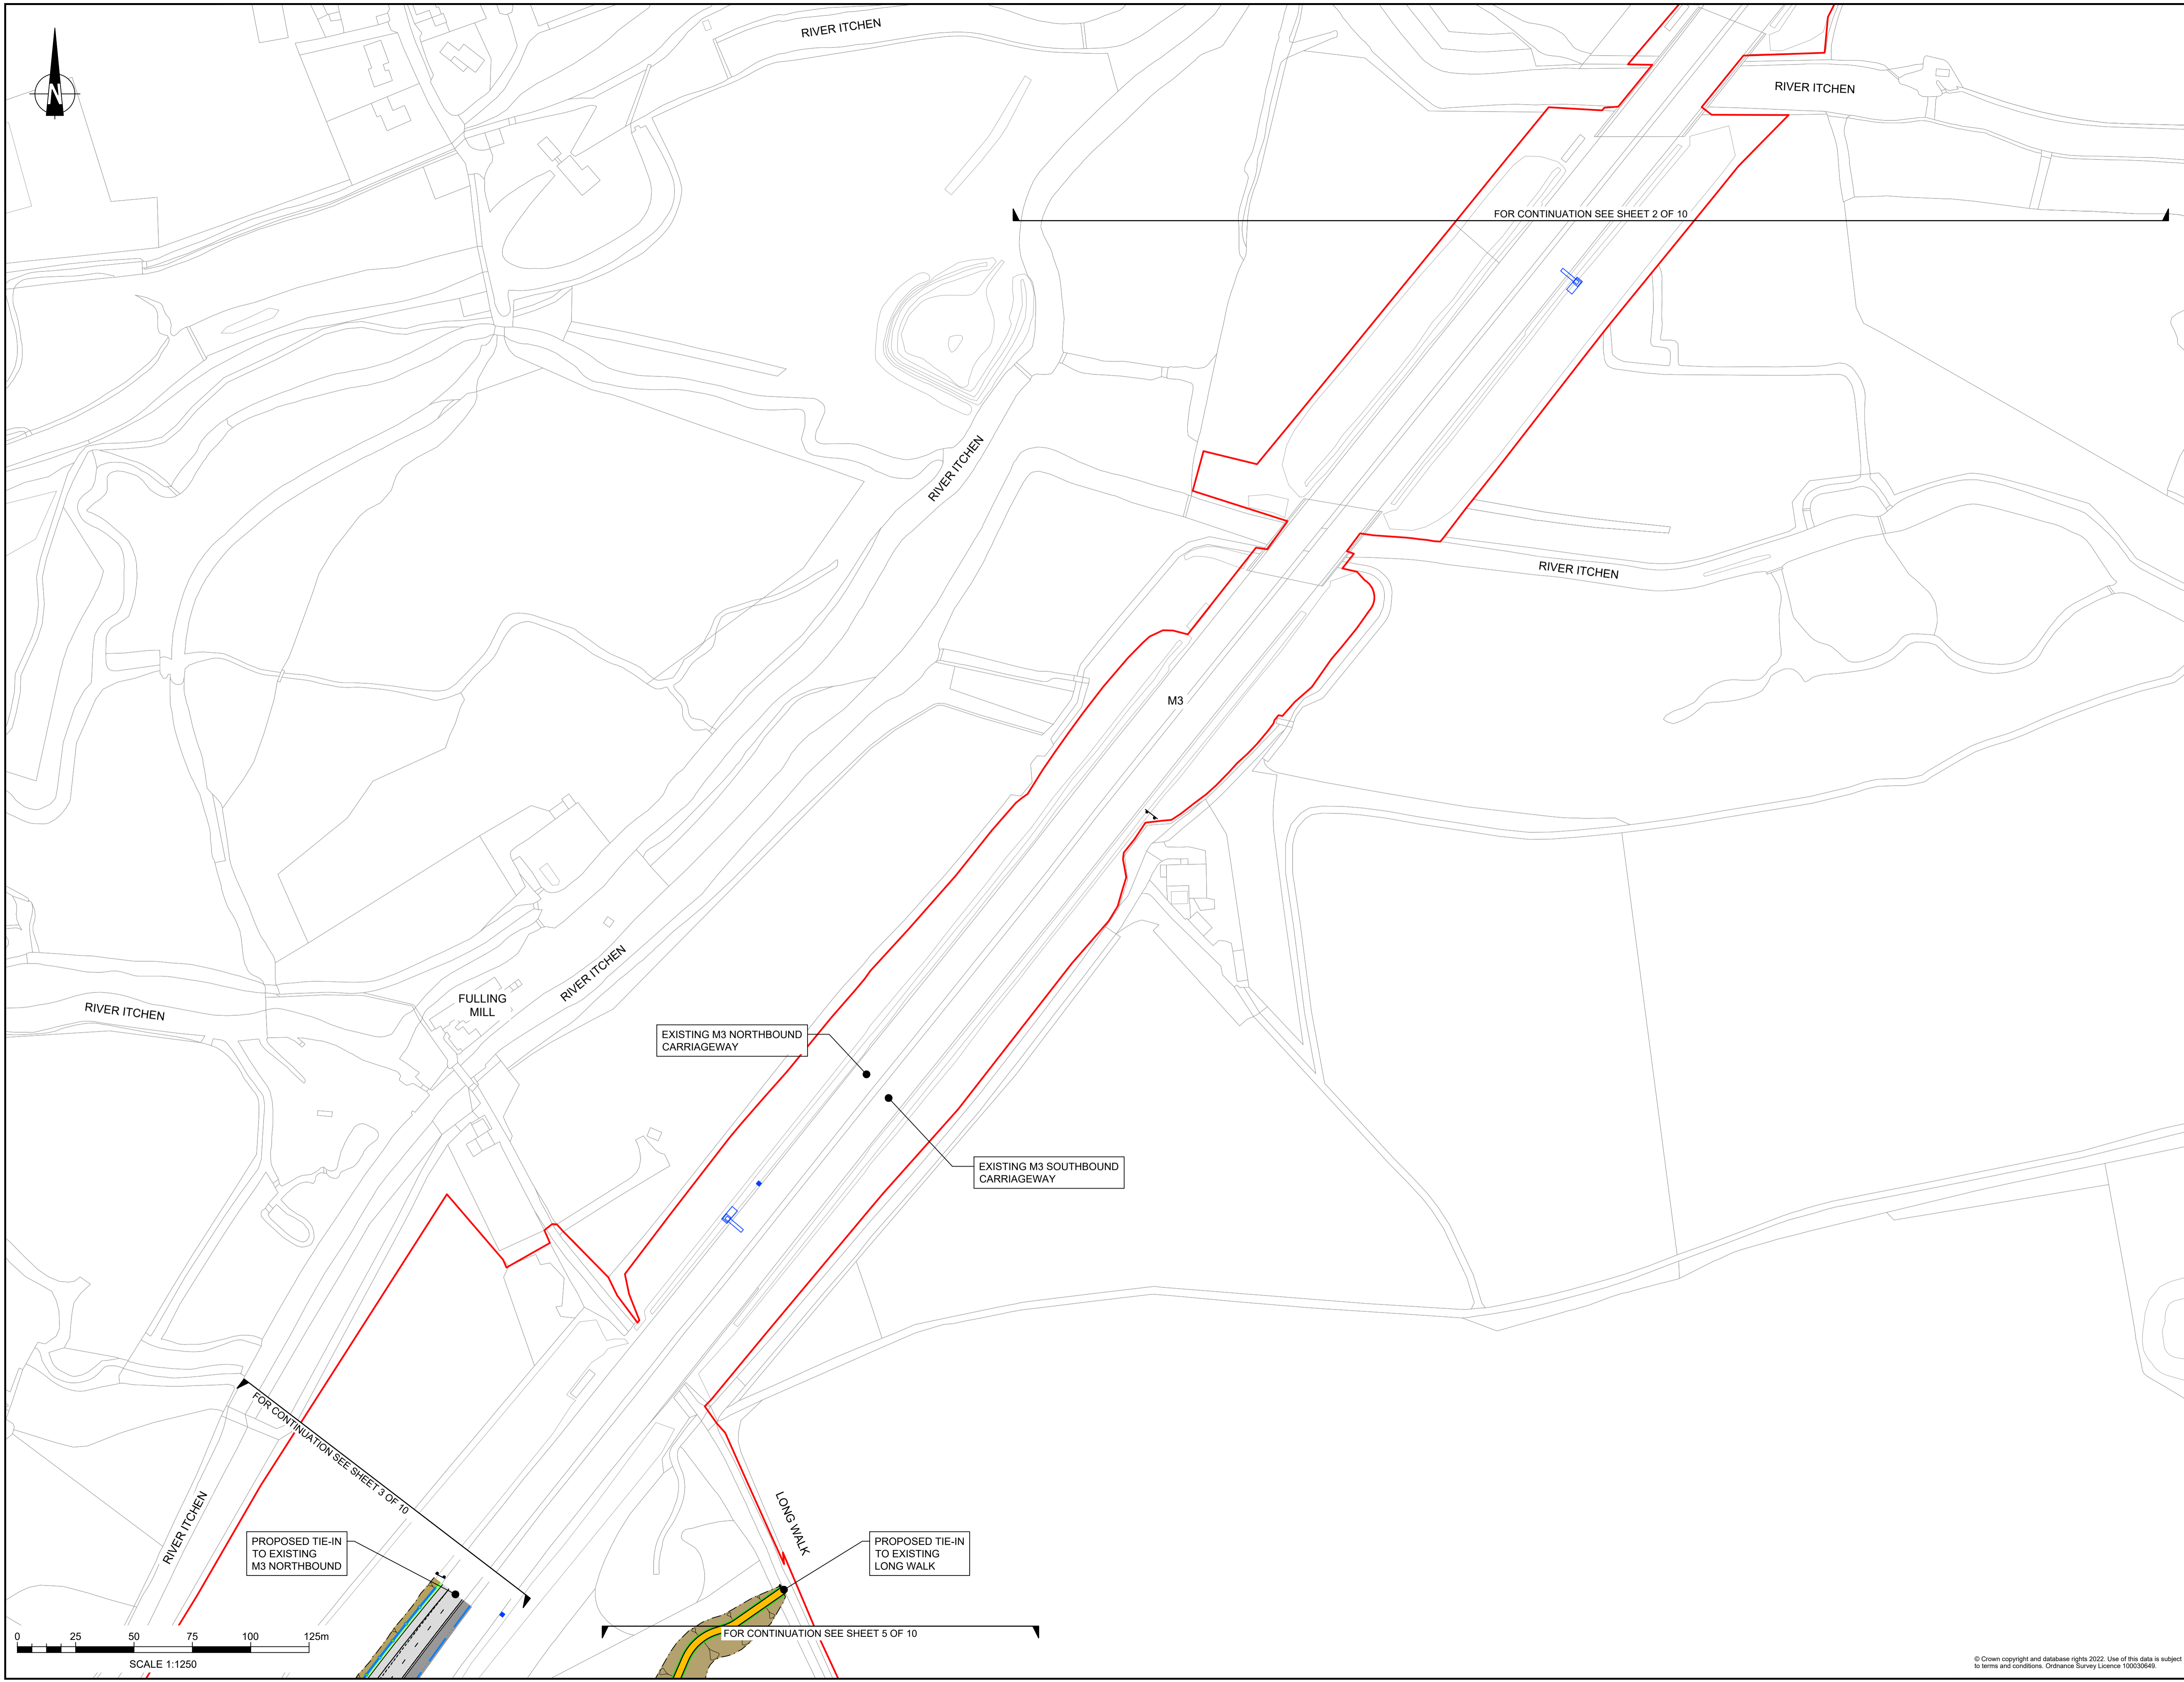 RIVER ITCHEN
N
RIVER ITCHEN
FOR CONTINUATION SEE SHEET 2 OF 10
RIVER ITCHEN
RIVER ITCHEN
M3
RIVER ITCHEN
FULLING
MILL
RIVER ITCHEN
EXISTING M3 NORTHBOUND
CARRIAGEWAY
EXISTING M3 SOUTHBOUND
CARRIAGEWAY
FOR CONTINUATION SEE SHEET 3 OF 10
RIVER ITCHEN
LONG WALK
PROPOSED TIE-IN
TO EXISTING
M3 NORTHBOUND
PROPOSED TIE-IN
TO EXISTING
LONG WALK
FOR CONTINUATION SEE SHEET 5 OF 10
0 25 50 75 100 125m
SCALE 1:1250
© Crown copyright and database rights 2022. Use of this data is subject
to terms and conditions. Ordnance Survey Licence 100030649.